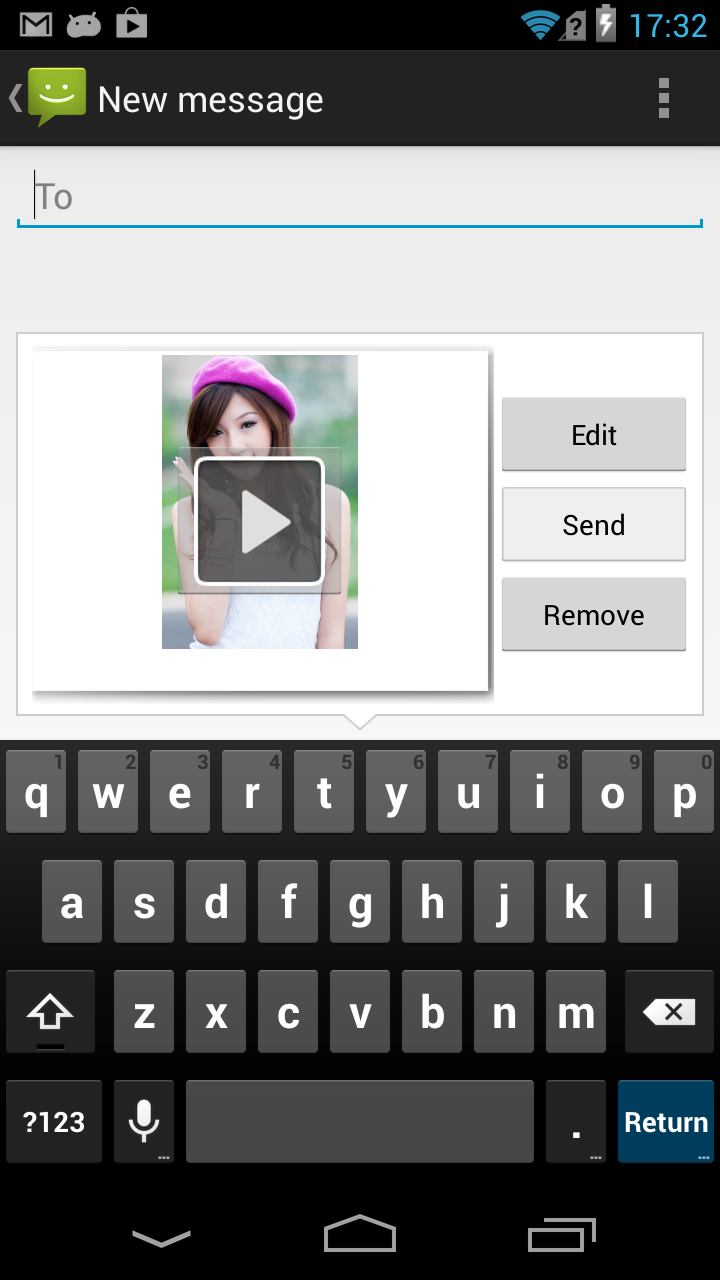 17:32
New message
To
Edit
Send
Remove
1 2 3 4 5 6 7 8 9 0
q w e r t y u i o p
a s d f g h j k l
z x c v b n m
?123 . Return